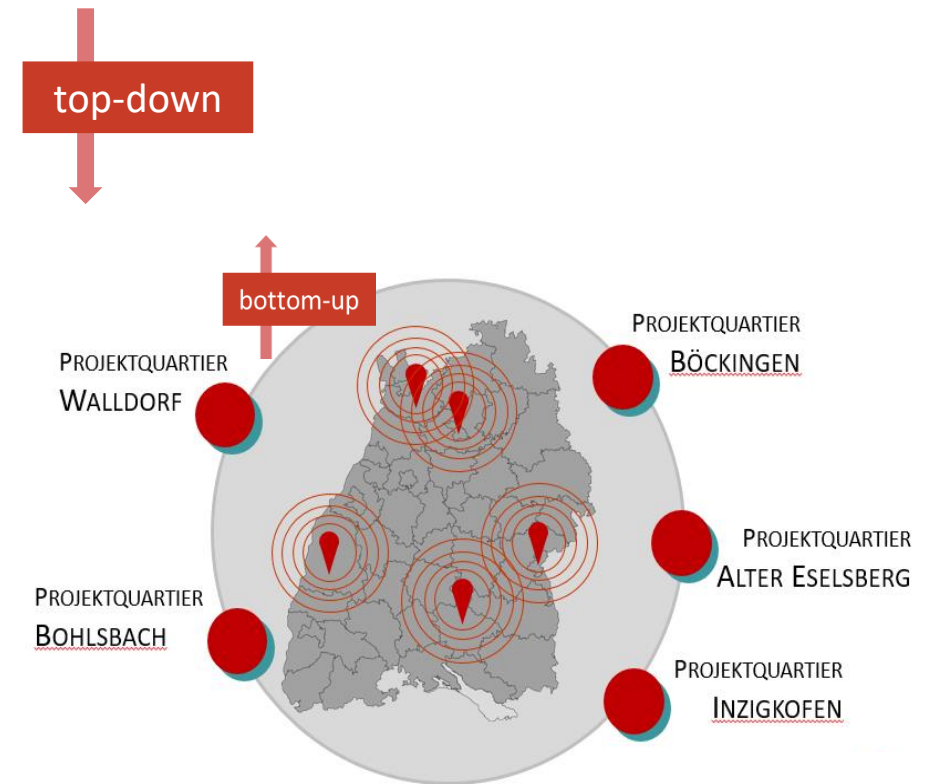 top-down
bottom-up
PROJEKTQUARTIER
BÖCKINGEN
PROJEKTQUARTIER
WALLDORF
PROJEKTQUARTIER
ALTER ESELSBERG
PROJEKTQUARTIER
BOHLSBACH
PROJEKTQUARTIER
INZIGKOFEN